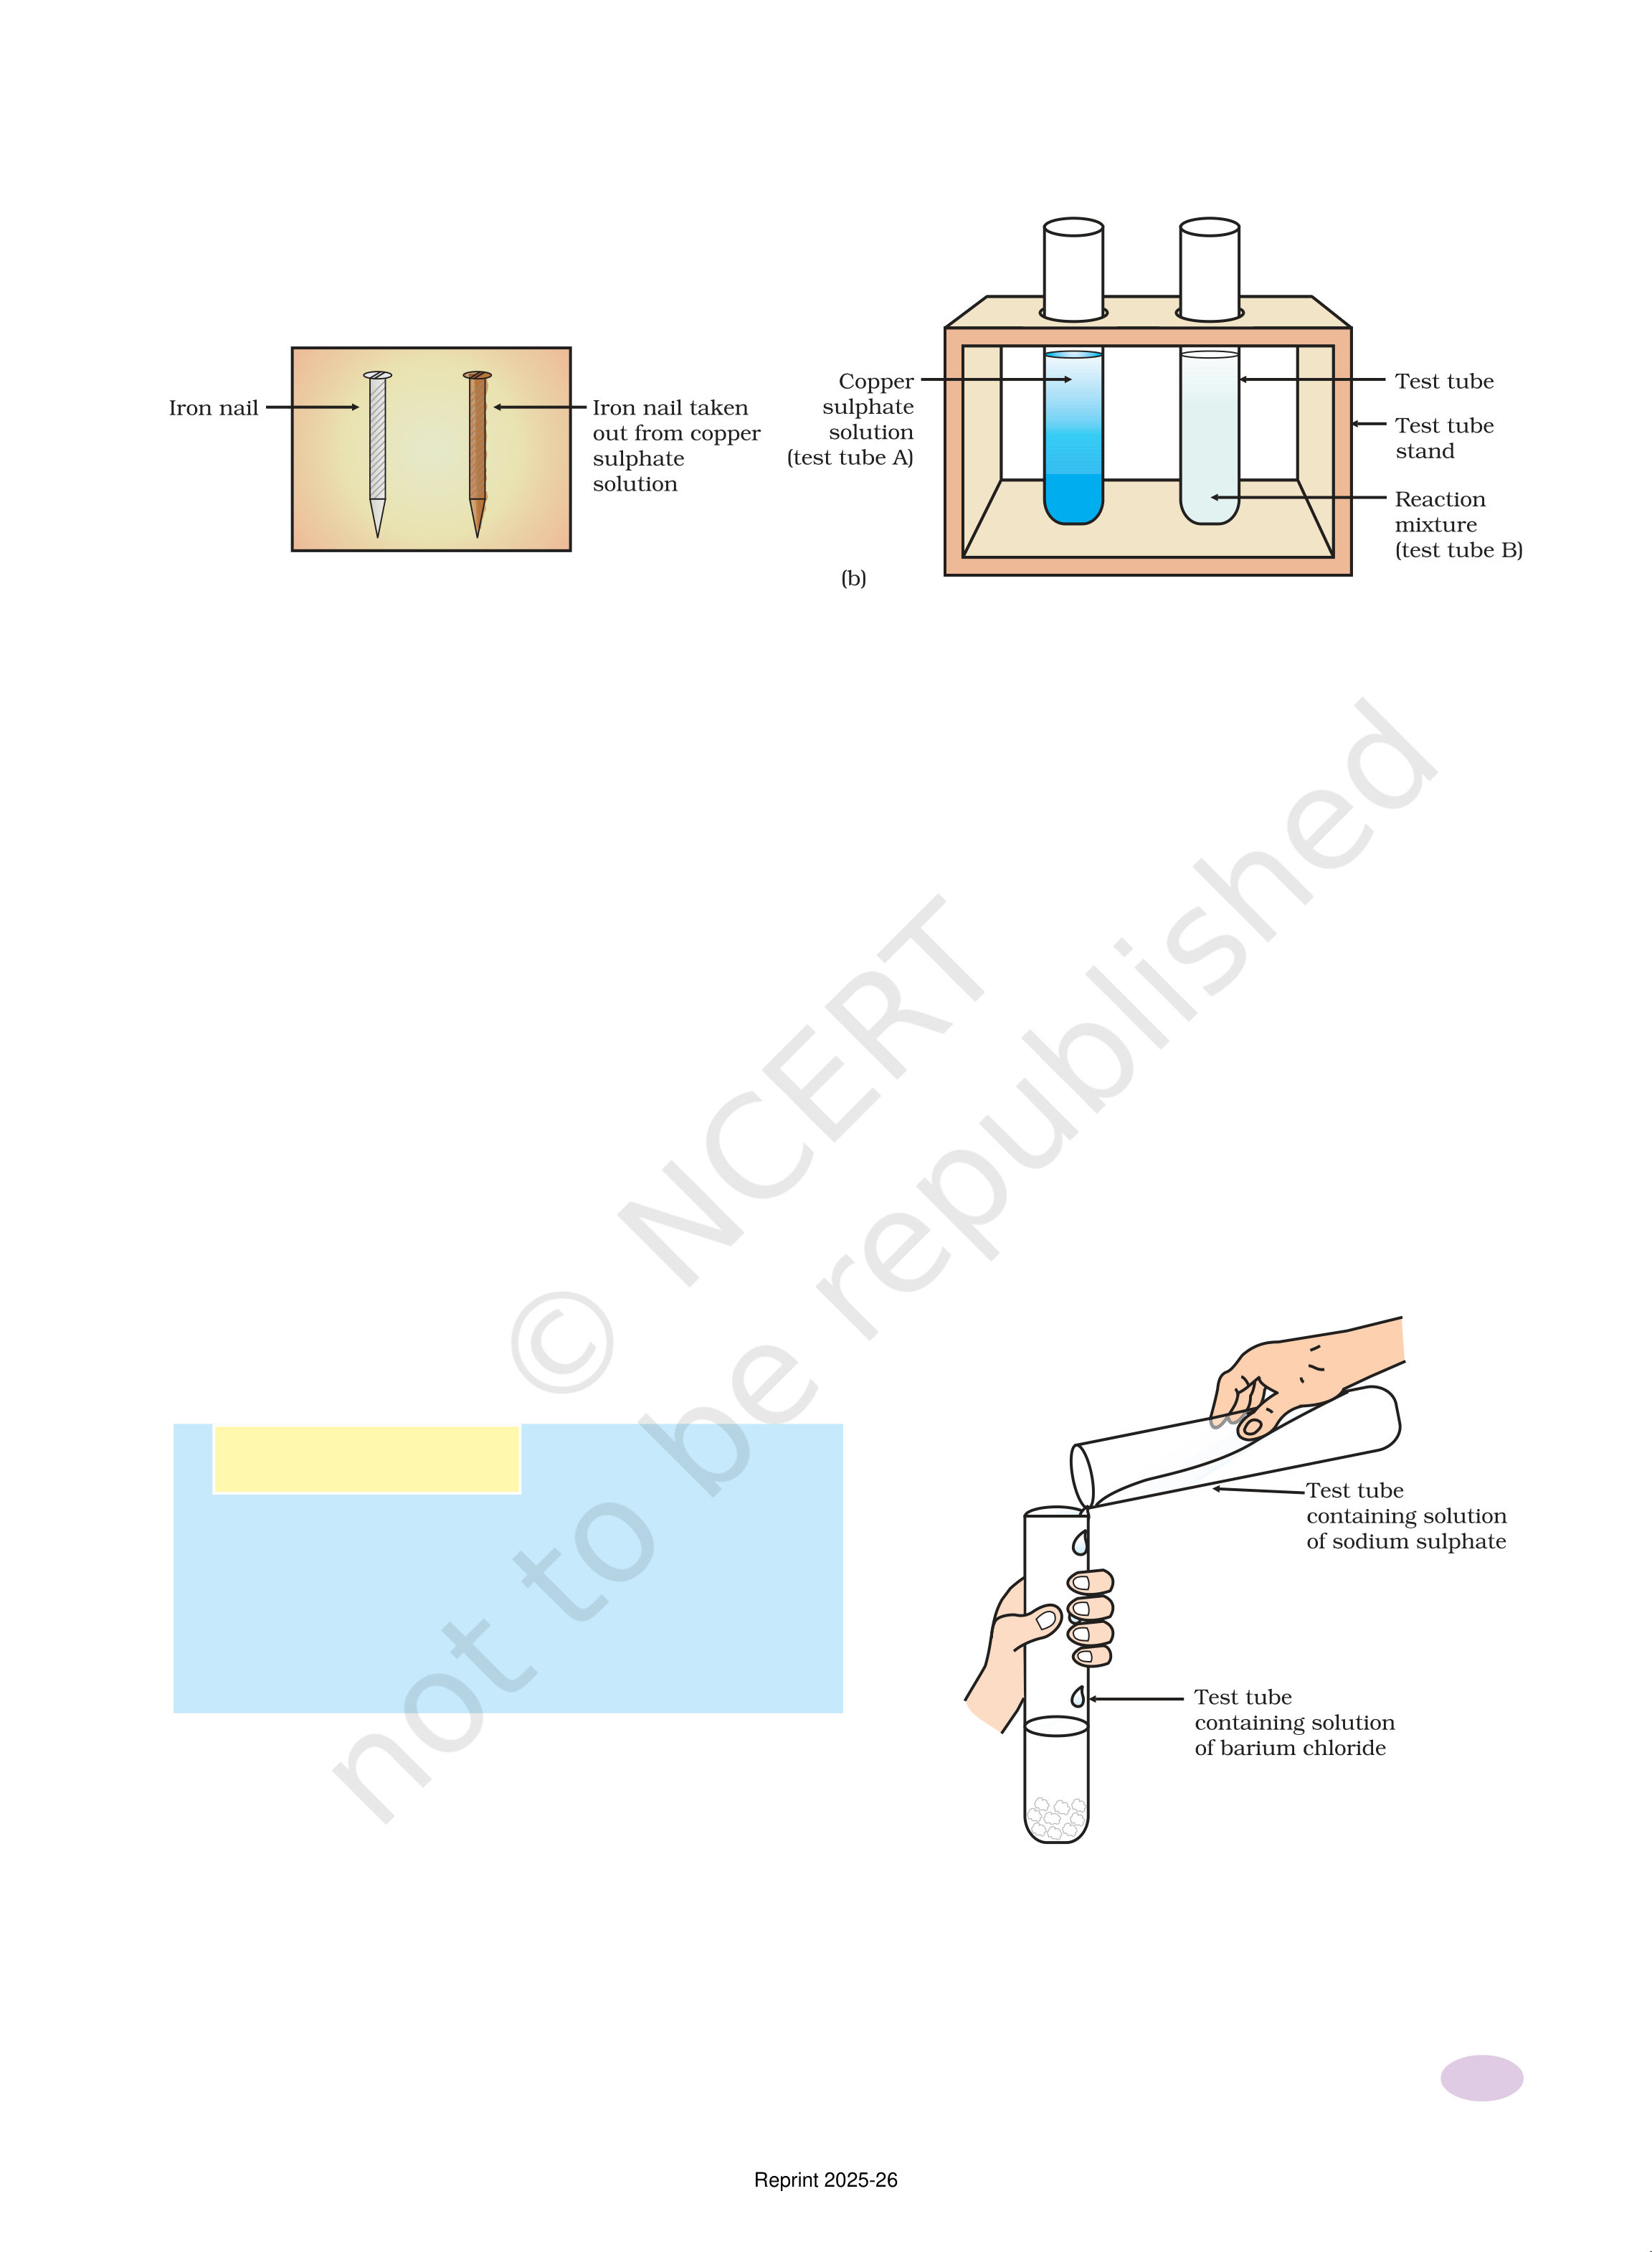 Iron nail
Iron nail taken
out from copper
sulphate
solution
Copper
sulphate
solution
(test tube A)
Test tube
Test tube
stand
Reaction
mixture
(test tube B)
(b)
© NCERT
not to be republished
Test tube
containing solution
of sodium sulphate
Test tube
containing solution
of barium chloride
Reprint 2025-26